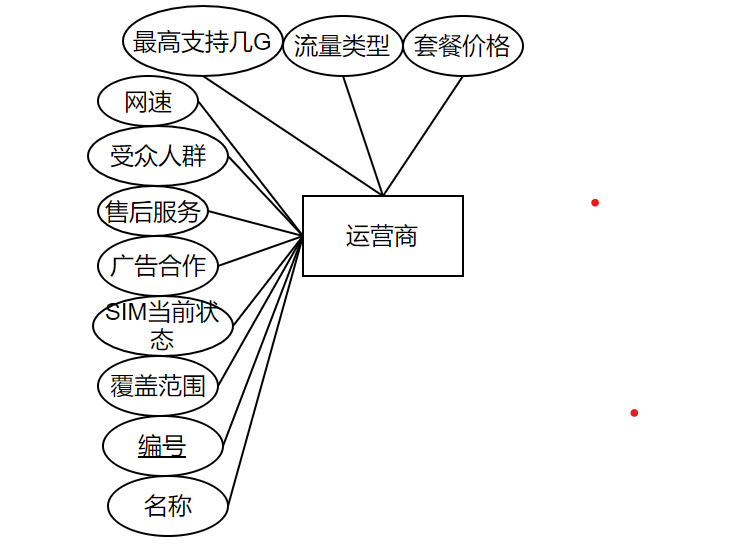 最高支持几G
流量类型
套餐价格
网速
受众人群
售后服务
运营商
广告合作
SIM当前状
态
覆盖范围
编号
名称